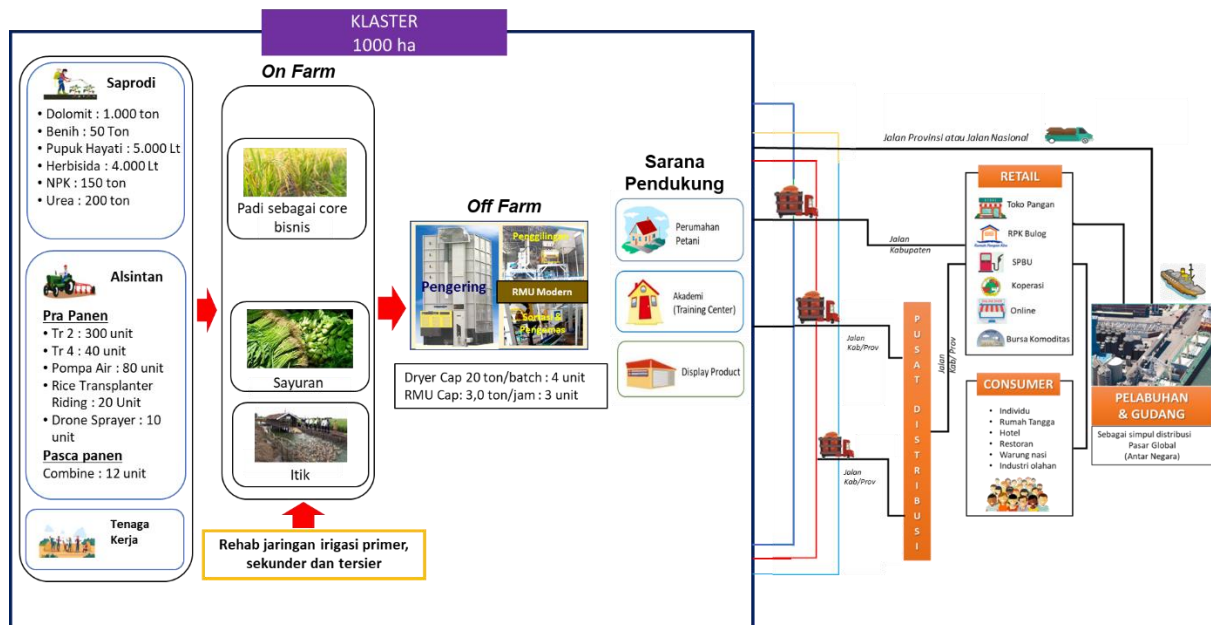 KLASTER
1000 ha
Saprodi
• Dolomit : 1.000 ton
• Benih : 50 Ton
• Pupuk Hayati : 5.000 Lt
• Herbisida : 4.000 Lt
• NPK : 150 ton
• Urea : 200 ton
Alsintan
Pra Panen
• Tr 2 : 300 unit
• Tr 4 : 40 unit
• Pompa Air : 80 unit
• Rice Transplanter
Riding : 20 Unit
• Drone Sprayer : 10
unit
Pasca panen
Combine : 12 unit
Tenaga
Kerja
On Farm
Padi sebagai core
bisnis
Sayuran
Itik
Rehab jaringan irigasi primer,
sekunder dan tersier
Off Farm
Pengering
Penggilingan
RMU Modern
Sortasi &
Pengemas
Dryer Cap 20 ton/batch : 4 unit
RMU Cap: 3,0 ton/jam : 3 unit
Sarana
Pendukung
Perumahan
Petani
Akademi
(Training Center)
Display Product
Jalan Provinsi atau Jalan Nasional
Jalan
Kabupaten
Jalan
Kab/Prov
Jalan
Kab/Prov
Jalan
Kab/ Prov
PUSAT DISTRIBUSI
RETAIL
Toko Pangan
RPK Bulog
SPBU
Koperasi
Online
Bursa Komoditas
CONSUMER
• Individu
• Rumah Tangga
• Hotel
• Restoran
• Warung nasi
• Industri olahan
PELABUHAN
& GUDANG
Sebagai simpul distribusi
Pasar Global
(Antar Negara)